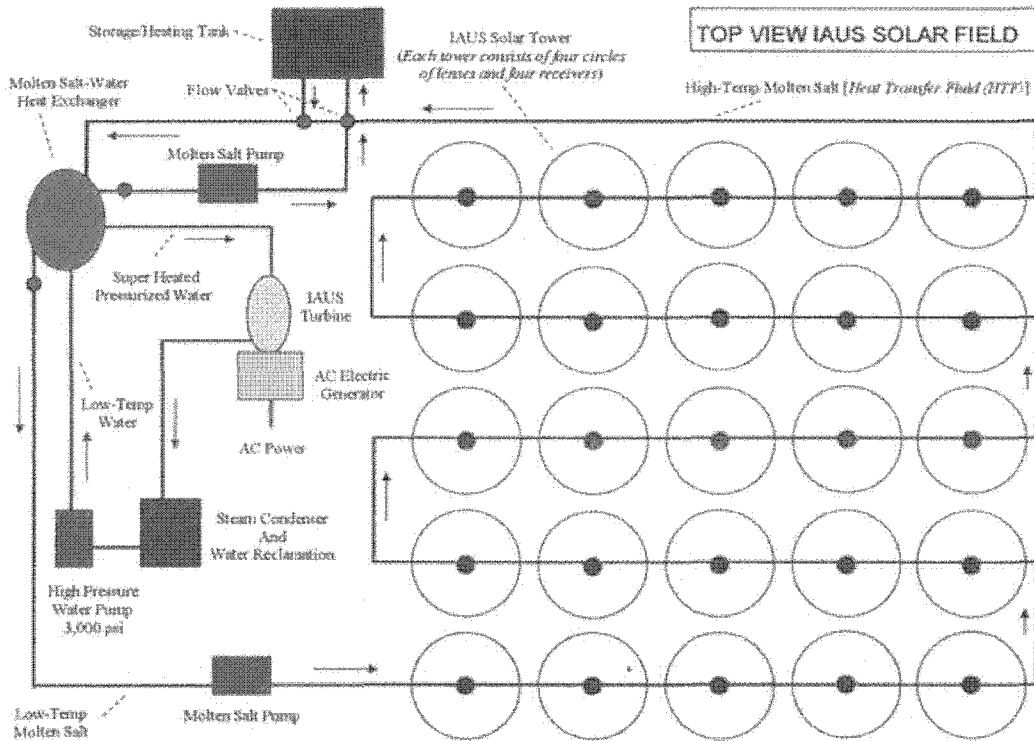 TOP VIEW IAUS SOLAR FIELD
Storage/Heating Tank
IAUS Solar Tower
(Each tower consists of four circles
of lenses and four receivers)
Molten Salt-Water
Heat Exchanger
Flow Valves
High-Temp Molten Salt [Heat Transfer Fluid (HTF)]
Molten Salt Pump
Super Heated
Pressurized Water
IAUS
Turbine
AC Electric
Generator
Low-Temp
Water
AC Power
Steam Condenser
And
Water Reclamation
High Pressure
Water Pump
3,000 psi
Low-Temp
Molten Salt
Molten Salt Pump